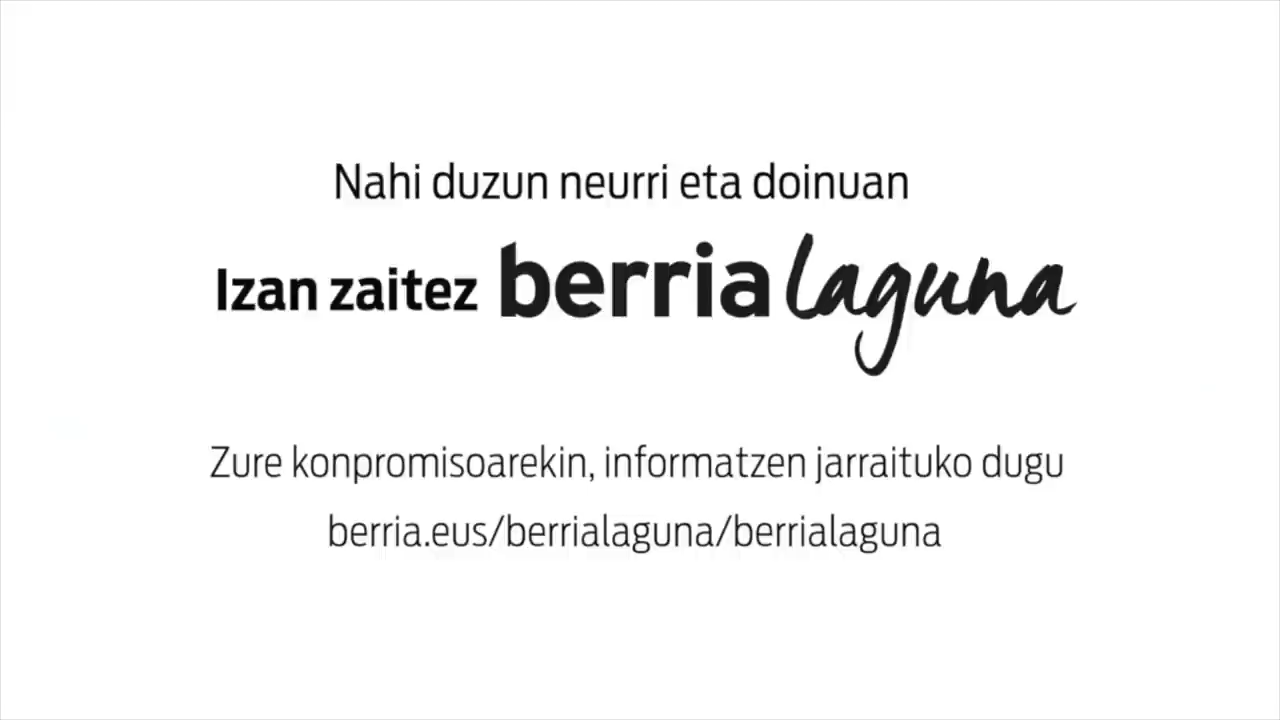 Nahi duzun neurri eta doinuan
Izan zaitez berria laguna
Zure konpromisoarekin, informatzen jarraituko dugu
berria.eus/berrialaguna/berrialaguna